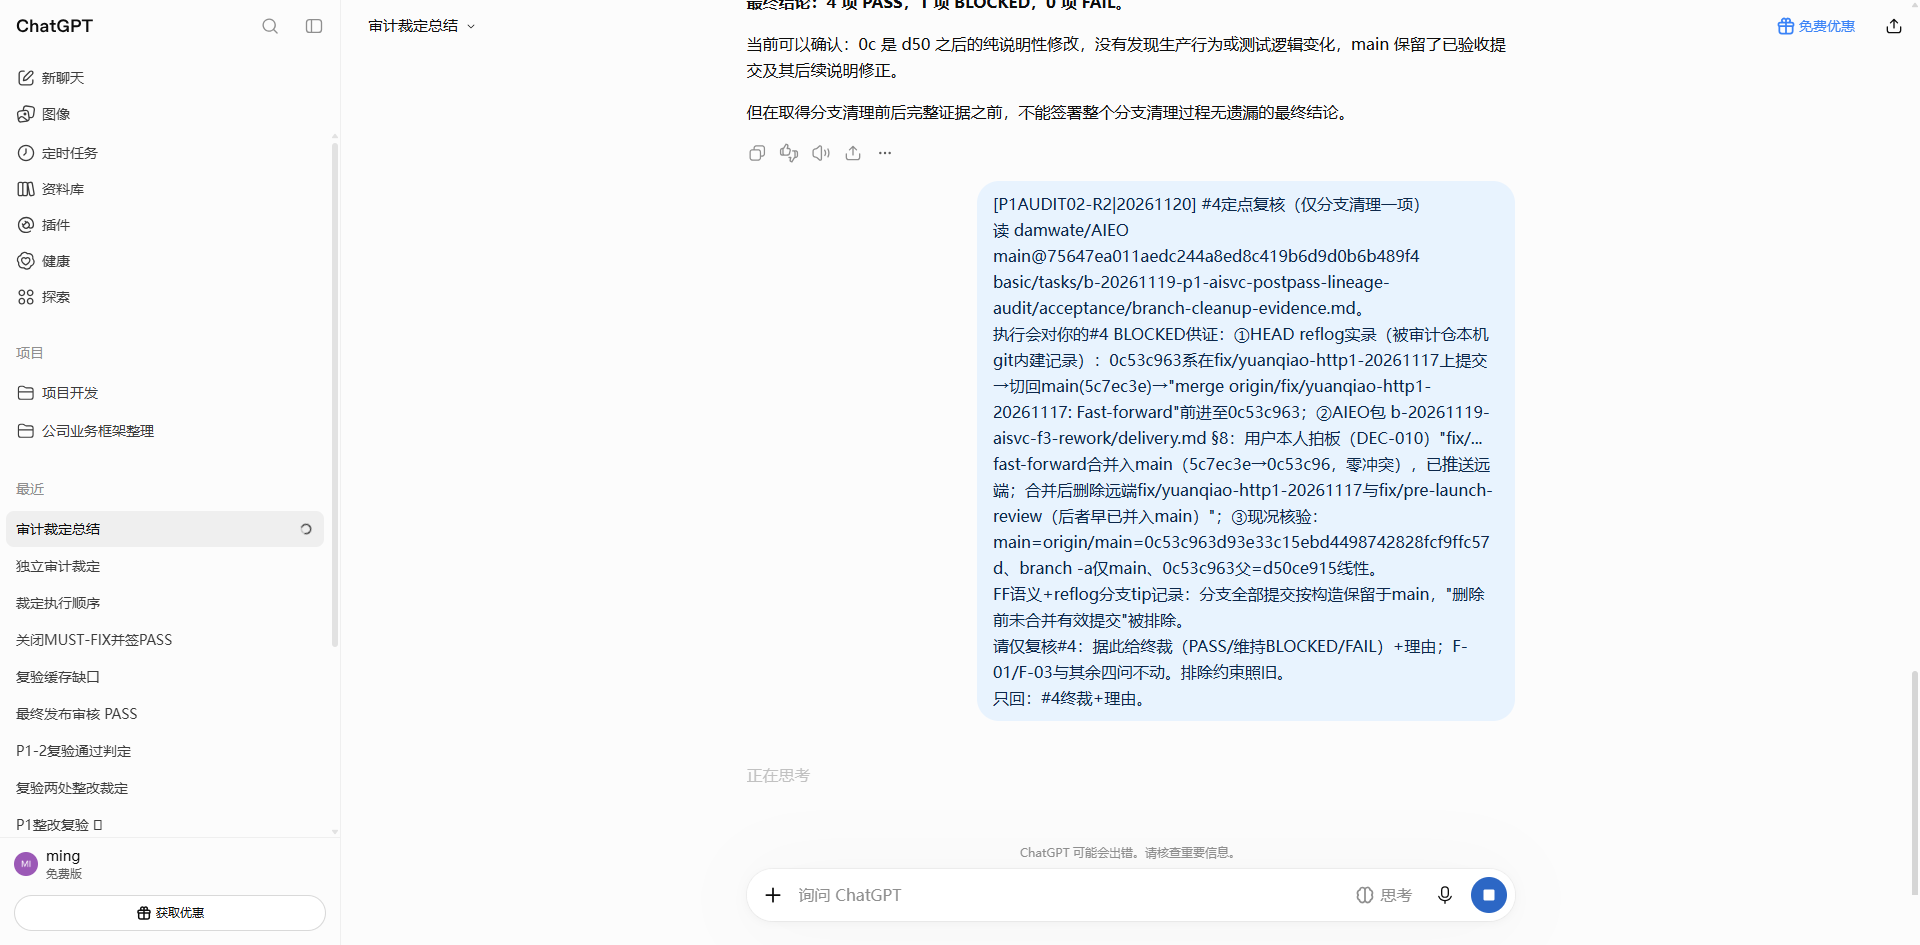 ChatGPT
新聊天
图像
定时任务
资料库
插件
健康
探索
项目
项目开发
公司业务框架整理
最近
审计裁定总结
独立审计裁定
裁定执行顺序
关闭MUST-FIX并签PASS
复验缓存缺口
最终发布审核 PASS
P1-2复验通过判定
复验两处整改裁定
P1整改复验
MI
ming
免费版
获取优惠
审计裁定总结
免费优惠
最终结论：4 项 PASS，1 项 BLOCKED，0 项 FAIL。
当前可以确认：0c 是 d50 之后的纯说明性修改，没有发现生产行为或测试逻辑变化，main 保留了已验收提
交及其后续说明修正。
但在取得分支清理前后完整证据之前，不能签署整个分支清理过程无遗漏的最终结论。
[P1AUDIT02-R2|20261120] #4定点复核（仅分支清理一项）
读 damwate/AIEO
main@75647ea011aedc244a8ed8c419b6d9d0b6b489f4
basic/tasks/b-20261119-p1-aisvc-postpass-lineage-
audit/acceptance/branch-cleanup-evidence.md。
执行会对你的#4 BLOCKED供证：①HEAD reflog实录（被审计仓本机
git内建记录）：0c53c963系在fix/yuanqiao-http1-20261117上提交
→切回main(5c7ec3e)→"merge origin/fix/yuanqiao-http1-
20261117: Fast-forward"前进至0c53c963；②AIEO包 b-20261119-
aisvc-f3-rework/delivery.md §8：用户本人拍板（DEC-010）"fix/...
fast-forward合并入main（5c7ec3e→0c53c96，零冲突），已推送远
端；合并后删除远端fix/yuanqiao-http1-20261117与fix/pre-launch-
review（后者早已并入main）"；③现况核验：
main=origin/main=0c53c963d93e33c15ebd4498742828fcf9ffc57
d、branch -a仅main、0c53c963父=d50ce915线性。
FF语义+reflog分支tip记录：分支全部提交按构造保留于main，"删除
前未合并有效提交"被排除。
请仅复核#4：据此给终裁（PASS/维持BLOCKED/FAIL）+理由；F-
01/F-03与其余四问不动。排除约束照旧。
只回：#4终裁+理由。
正在思考
ChatGPT 可能会出错。请核查重要信息。
询问 ChatGPT
思考